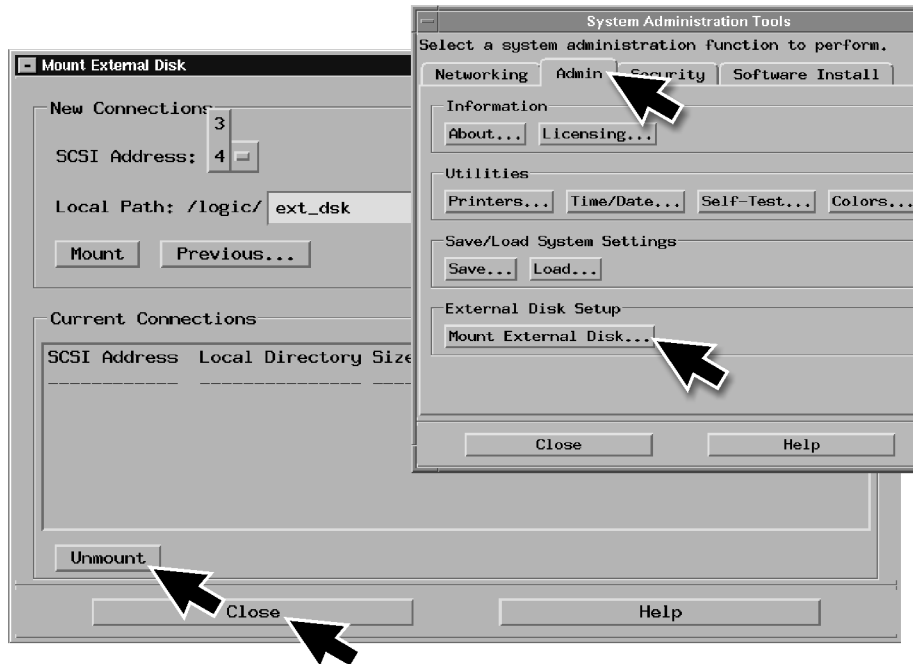 System Administration Tools
Select a system administration function to perform.
Networking Admin Security Software Install
Information
About... Licensing...
Utilities
Printers... Time/Date... Self-Test... Colors...
Save/Load System Settings
Save... Load...
External Disk Setup
Mount External Disk...
Close Help
Mount External Disk
New Connections
3
SCSI Address: 4
Local Path: /logic/ ext_dsk
Mount Previous...
Current Connections
SCSI Address Local Directory Size
Unmount
Close Help